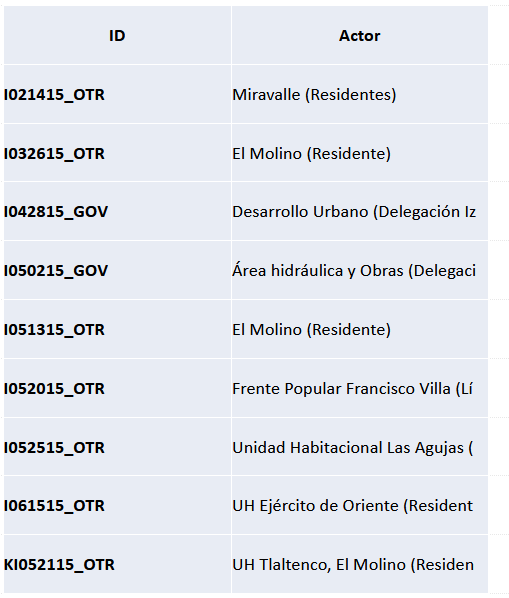 ID Actor
I021415_OTR Miravalle (Residentes)
I032615_OTR El Molino (Residente)
I042815_GOV Desarrollo Urbano (Delegación Iz
I050215_GOV Área hidráulica y Obras (Delegaci
I051315_OTR El Molino (Residente)
I052015_OTR Frente Popular Francisco Villa (Lí
I052515_OTR Unidad Habitacional Las Agujas (
I061515_OTR UH Ejército de Oriente (Resident
KI052115_OTR UH Tlaltenco, El Molino (Residen